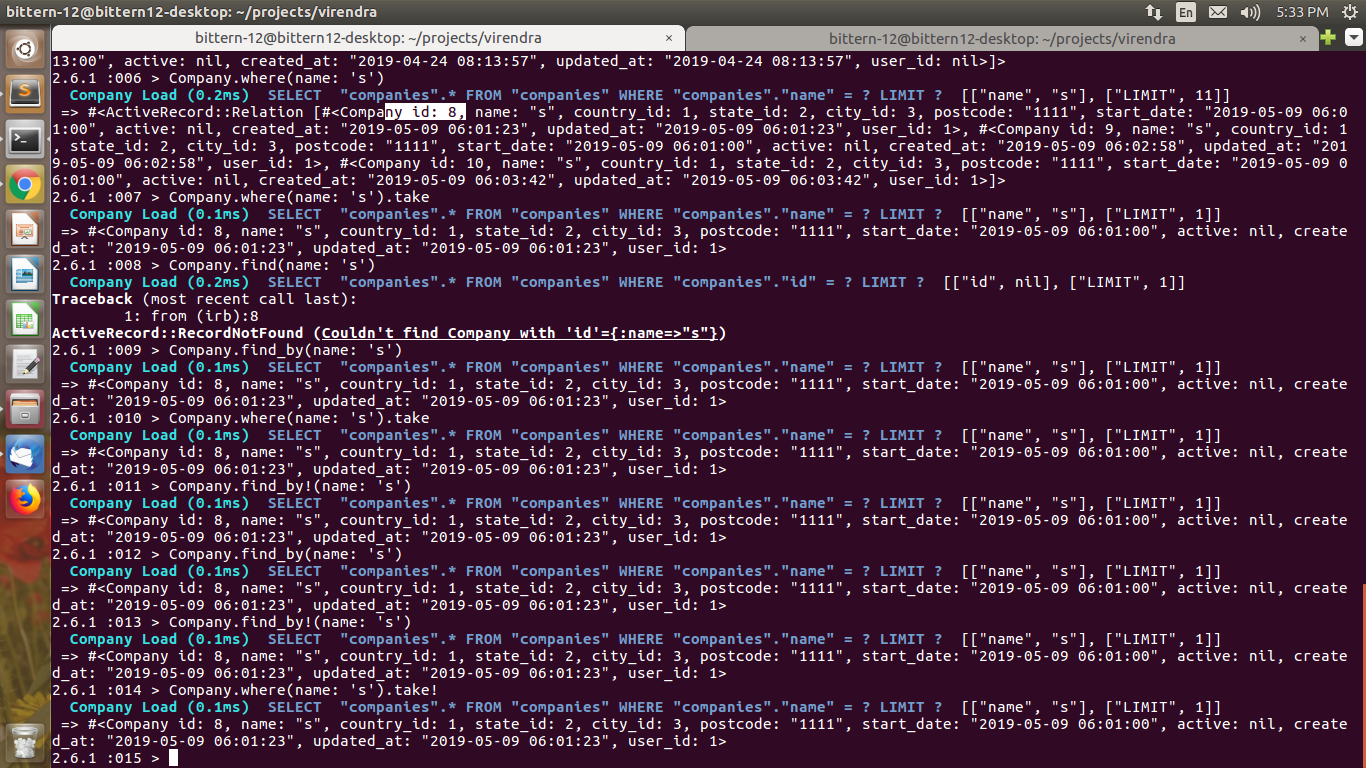 bittern-12@bittern12-desktop: ~/projects/virendra
En
5:33 PM
bittern-12@bittern12-desktop: ~/projects/virendra ×
bittern-12@bittern12-desktop: ~/projects/virendra ×
13:00", active: nil, created_at: "2019-04-24 08:13:57", updated_at: "2019-04-24 08:13:57", user_id: nil>]>
2.6.1 :006 > Company.where(name: 's')
  Company Load (0.2ms)  SELECT  "companies".* FROM "companies" WHERE "companies"."name" = ? LIMIT ?  [["name", "s"], ["LIMIT", 11]]
 => #<ActiveRecord::Relation [#<Company id: 8, name: "s", country_id: 1, state_id: 2, city_id: 3, postcode: "1111", start_date: "2019-05-09 06:0
1:00", active: nil, created_at: "2019-05-09 06:01:23", updated_at: "2019-05-09 06:01:23", user_id: 1>, #<Company id: 9, name: "s", country_id: 1
, state_id: 2, city_id: 3, postcode: "1111", start_date: "2019-05-09 06:01:00", active: nil, created_at: "2019-05-09 06:02:58", updated_at: "201
9-05-09 06:02:58", user_id: 1>, #<Company id: 10, name: "s", country_id: 1, state_id: 2, city_id: 3, postcode: "1111", start_date: "2019-05-09 0
6:01:00", active: nil, created_at: "2019-05-09 06:03:42", updated_at: "2019-05-09 06:03:42", user_id: 1>]>
2.6.1 :007 > Company.where(name: 's').take
  Company Load (0.1ms)  SELECT  "companies".* FROM "companies" WHERE "companies"."name" = ? LIMIT ?  [["name", "s"], ["LIMIT", 1]]
 => #<Company id: 8, name: "s", country_id: 1, state_id: 2, city_id: 3, postcode: "1111", start_date: "2019-05-09 06:01:00", active: nil, create
d_at: "2019-05-09 06:01:23", updated_at: "2019-05-09 06:01:23", user_id: 1>
2.6.1 :008 > Company.find(name: 's')
  Company Load (0.2ms)  SELECT  "companies".* FROM "companies" WHERE "companies"."id" = ? LIMIT ?  [["id", nil], ["LIMIT", 1]]
Traceback (most recent call last):
        1: from (irb):8
ActiveRecord::RecordNotFound (Couldn't find Company with 'id'={:name=>"s"})
2.6.1 :009 > Company.find_by(name: 's')
  Company Load (0.1ms)  SELECT  "companies".* FROM "companies" WHERE "companies"."name" = ? LIMIT ?  [["name", "s"], ["LIMIT", 1]]
 => #<Company id: 8, name: "s", country_id: 1, state_id: 2, city_id: 3, postcode: "1111", start_date: "2019-05-09 06:01:00", active: nil, create
d_at: "2019-05-09 06:01:23", updated_at: "2019-05-09 06:01:23", user_id: 1>
2.6.1 :010 > Company.where(name: 's').take
  Company Load (0.1ms)  SELECT  "companies".* FROM "companies" WHERE "companies"."name" = ? LIMIT ?  [["name", "s"], ["LIMIT", 1]]
 => #<Company id: 8, name: "s", country_id: 1, state_id: 2, city_id: 3, postcode: "1111", start_date: "2019-05-09 06:01:00", active: nil, create
d_at: "2019-05-09 06:01:23", updated_at: "2019-05-09 06:01:23", user_id: 1>
2.6.1 :011 > Company.find_by!(name: 's')
  Company Load (0.1ms)  SELECT  "companies".* FROM "companies" WHERE "companies"."name" = ? LIMIT ?  [["name", "s"], ["LIMIT", 1]]
 => #<Company id: 8, name: "s", country_id: 1, state_id: 2, city_id: 3, postcode: "1111", start_date: "2019-05-09 06:01:00", active: nil, create
d_at: "2019-05-09 06:01:23", updated_at: "2019-05-09 06:01:23", user_id: 1>
2.6.1 :012 > Company.find_by(name: 's')
  Company Load (0.1ms)  SELECT  "companies".* FROM "companies" WHERE "companies"."name" = ? LIMIT ?  [["name", "s"], ["LIMIT", 1]]
 => #<Company id: 8, name: "s", country_id: 1, state_id: 2, city_id: 3, postcode: "1111", start_date: "2019-05-09 06:01:00", active: nil, create
d_at: "2019-05-09 06:01:23", updated_at: "2019-05-09 06:01:23", user_id: 1>
2.6.1 :013 > Company.find_by!(name: 's')
  Company Load (0.1ms)  SELECT  "companies".* FROM "companies" WHERE "companies"."name" = ? LIMIT ?  [["name", "s"], ["LIMIT", 1]]
 => #<Company id: 8, name: "s", country_id: 1, state_id: 2, city_id: 3, postcode: "1111", start_date: "2019-05-09 06:01:00", active: nil, create
d_at: "2019-05-09 06:01:23", updated_at: "2019-05-09 06:01:23", user_id: 1>
2.6.1 :014 > Company.where(name: 's').take!
  Company Load (0.1ms)  SELECT  "companies".* FROM "companies" WHERE "companies"."name" = ? LIMIT ?  [["name", "s"], ["LIMIT", 1]]
 => #<Company id: 8, name: "s", country_id: 1, state_id: 2, city_id: 3, postcode: "1111", start_date: "2019-05-09 06:01:00", active: nil, create
d_at: "2019-05-09 06:01:23", updated_at: "2019-05-09 06:01:23", user_id: 1>
2.6.1 :015 >